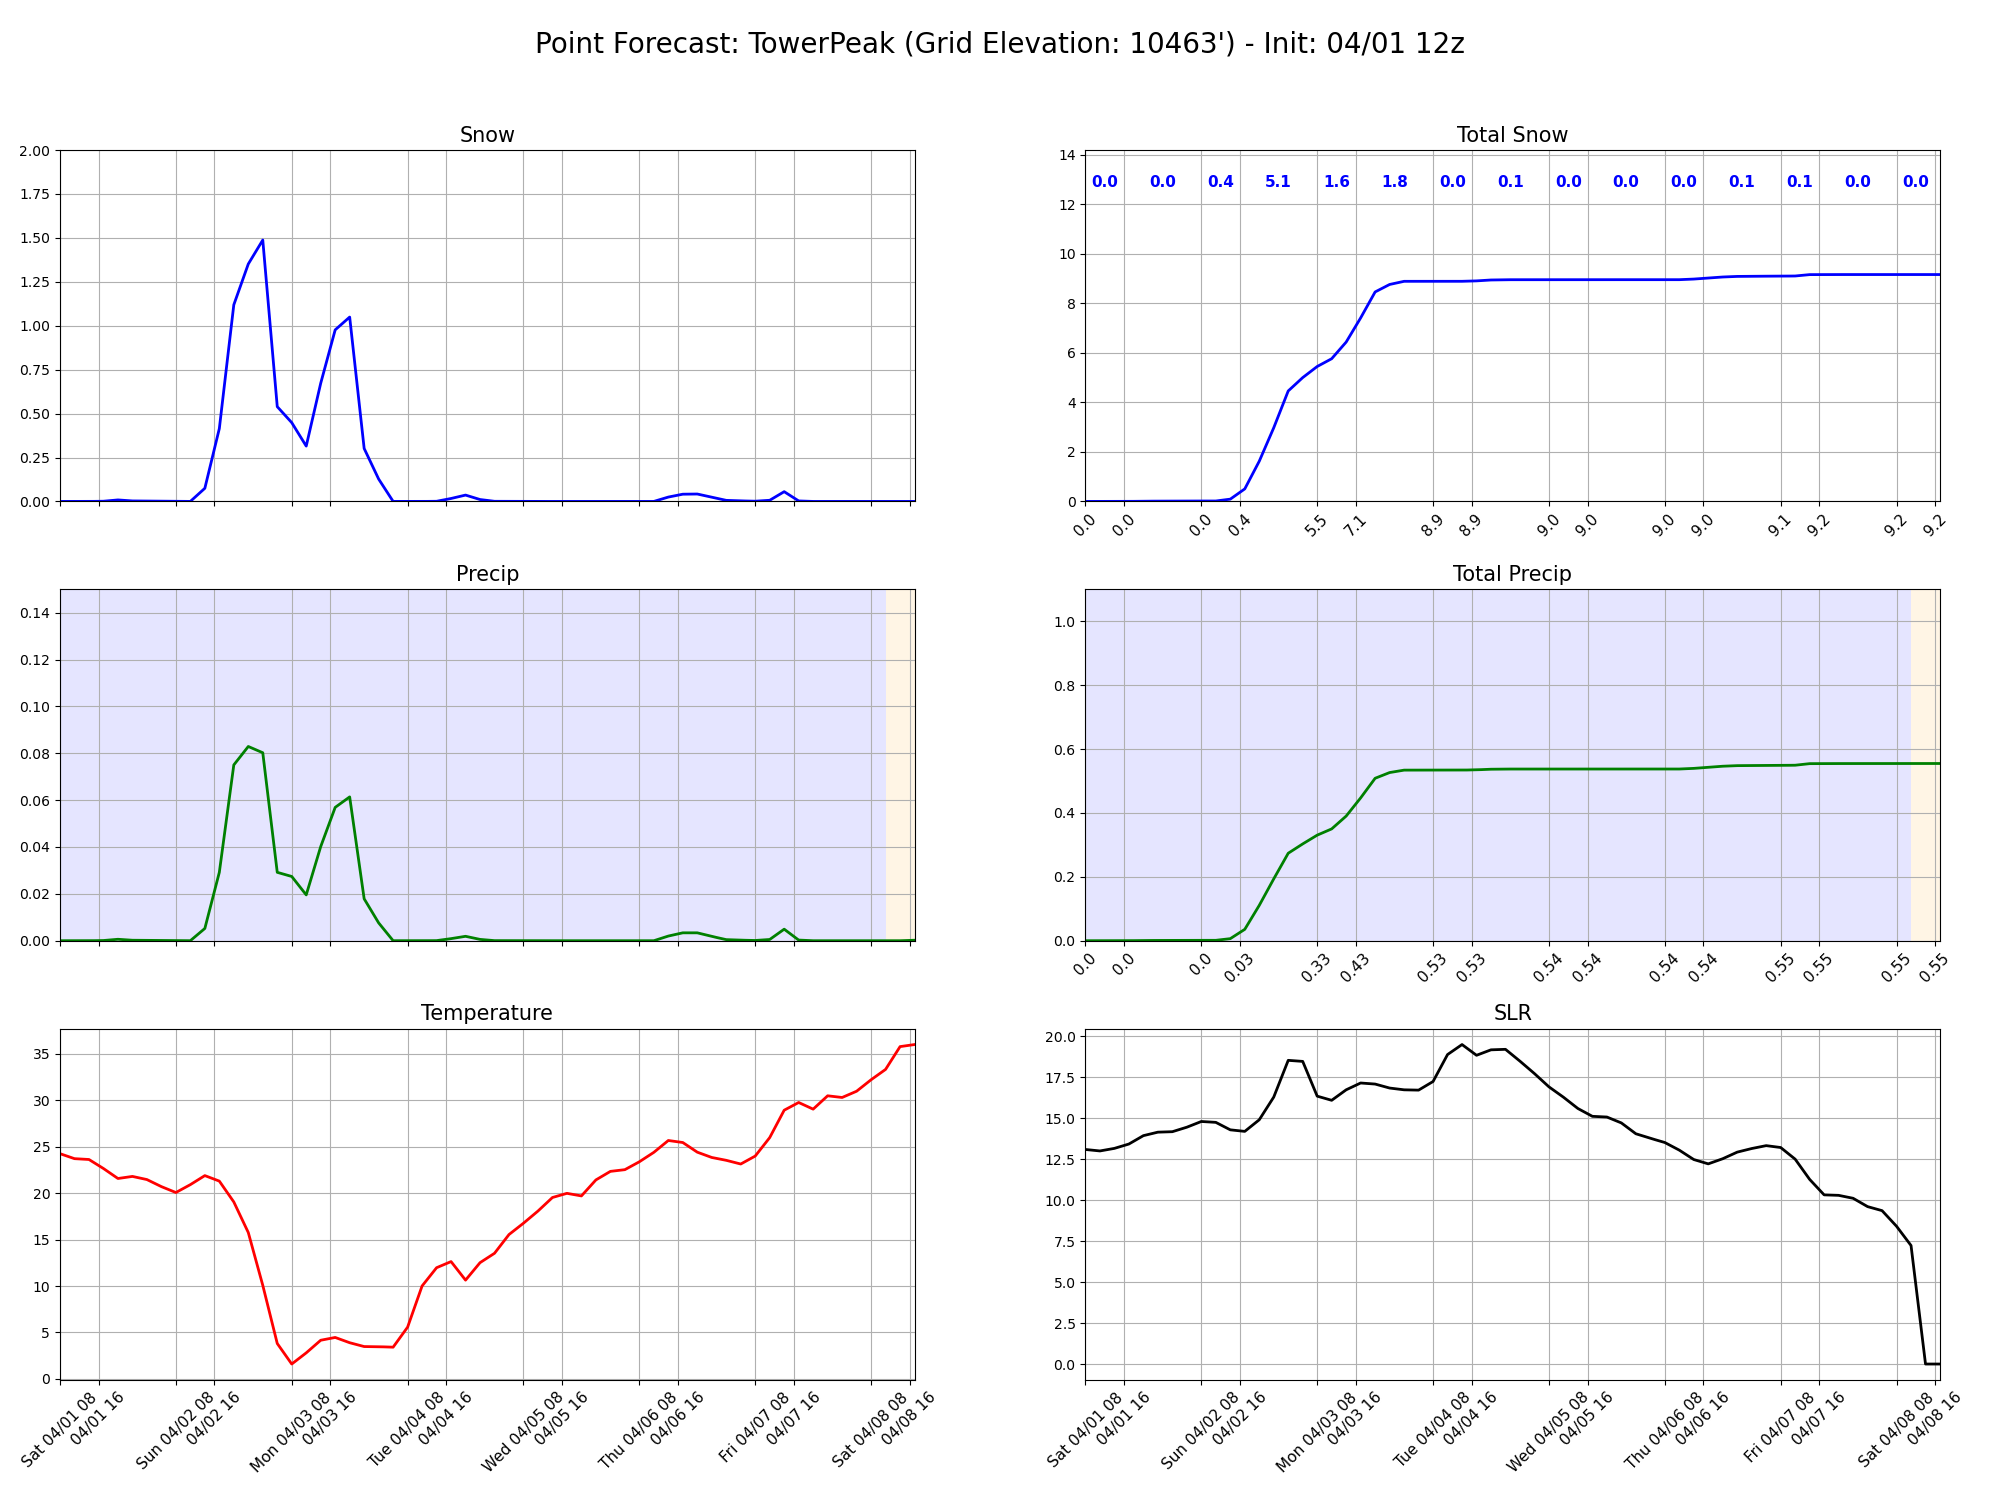 Point Forecast: TowerPeak (Grid Elevation: 10463') - Init: 04/01 12z
Snow
2.00
1.75
1.50
1.25
1.00
0.75
0.50
0.25
0.00
Total Snow
14
12
10
8
6
4
2
0
0.0 0.0 0.4 5.1 1.6 1.8 0.0 0.1 0.0 0.0 0.0 0.1 0.1 0.0 0.0
0.0 0.0 0.0 0.4 5.5 7.1 8.9 8.9 9.0 9.0 9.0 9.0 9.1 9.2 9.2 9.2
Precip
0.14
0.12
0.10
0.08
0.06
0.04
0.02
0.00
Total Precip
1.0
0.8
0.6
0.4
0.2
0.0
0.0 0.0 0.0 0.03 0.33 0.43 0.53 0.53 0.54 0.54 0.54 0.54 0.55 0.55 0.55 0.55
Temperature
35
30
25
20
15
10
5
0
Sat 04/01 08
04/01 16
Sun 04/02 08
04/02 16
Mon 04/03 08
04/03 16
Tue 04/04 08
04/04 16
Wed 04/05 08
04/05 16
Thu 04/06 08
04/06 16
Fri 04/07 08
04/07 16
Sat 04/08 08
04/08 16
SLR
20.0
17.5
15.0
12.5
10.0
7.5
5.0
2.5
0.0
Sat 04/01 08
04/01 16
Sun 04/02 08
04/02 16
Mon 04/03 08
04/03 16
Tue 04/04 08
04/04 16
Wed 04/05 08
04/05 16
Thu 04/06 08
04/06 16
Fri 04/07 08
04/07 16
Sat 04/08 08
04/08 16